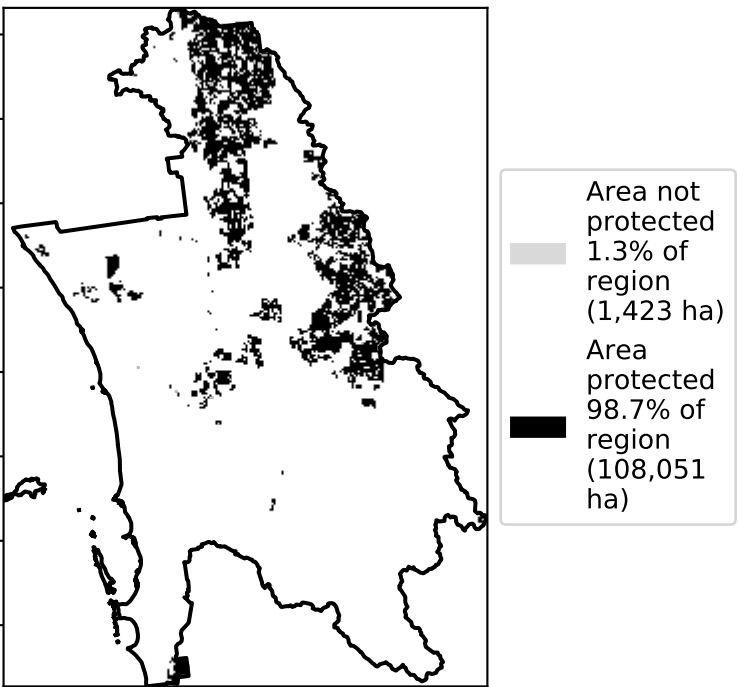 Area not
protected
1.3% of
region
(1,423 ha)
Area
protected
98.7% of
region
(108,051
ha)